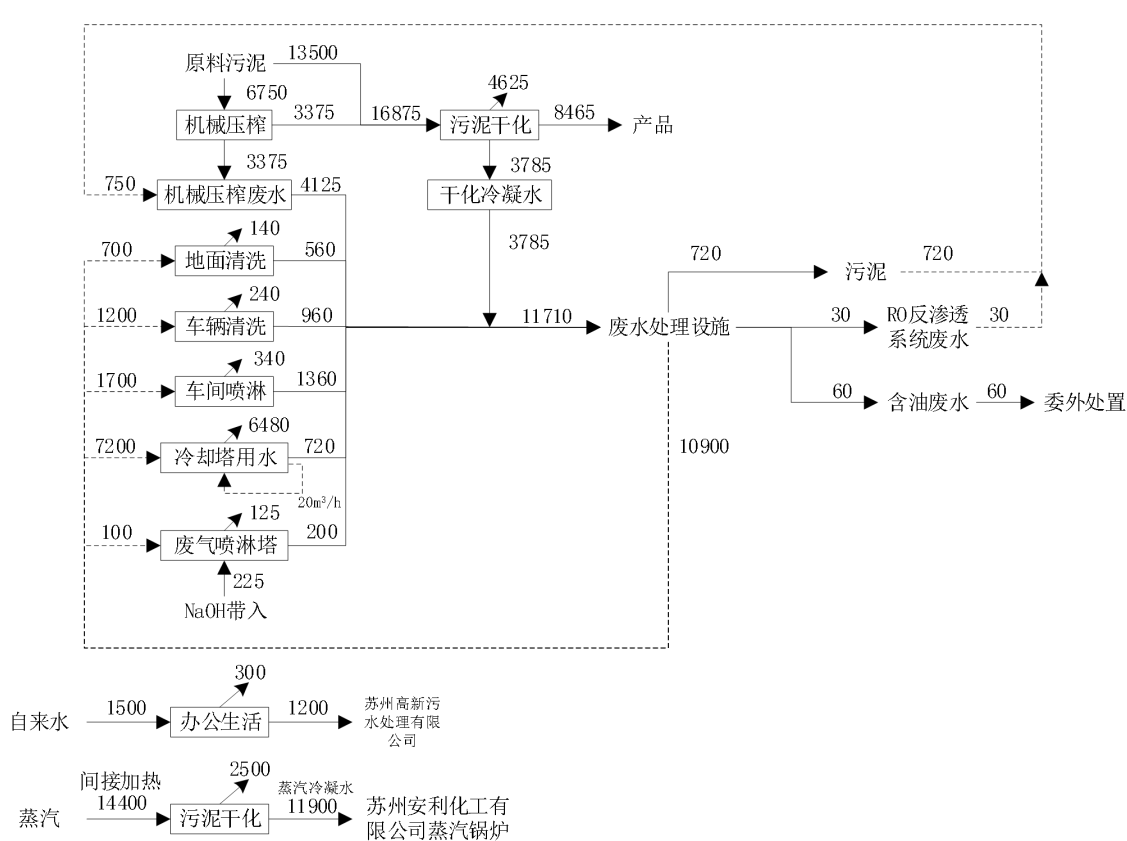 原料污泥
13500
6750
机械压榨
3375
16875
4625
污泥干化
8465
产品
3375
3785
750
机械压榨废水
4125
干化冷凝水
140
700
地面清洗
560
3785
720
污泥
720
240
1200
车辆清洗
960
11710
废水处理设施
30
RO反渗透
系统废水
30
340
1700
车间喷淋
1360
60
含油废水
60
委外处置
6480
7200
冷却塔用水
720
10900
20m³/h
125
100
废气喷淋塔
200
225
NaOH带入
300
自来水
1500
办公生活
1200
苏州高新污
水处理有限
公司
间接加热
2500
蒸汽冷凝水
蒸汽
14400
污泥干化
11900
苏州安利化工有
限公司蒸汽锅炉